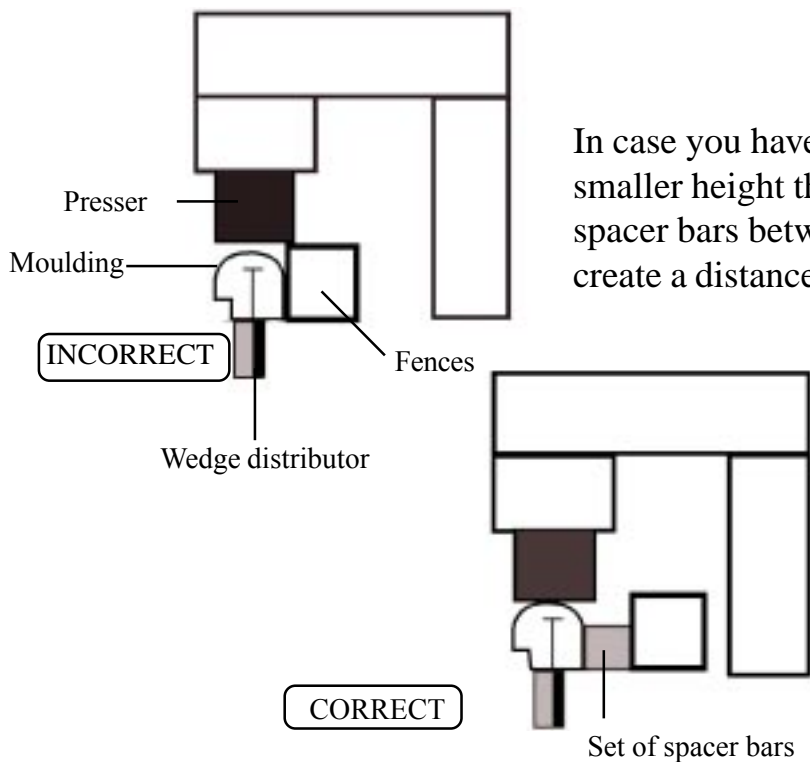 In case you have
smaller height th
spacer bars betw
create a distance
Presser
Moulding
INCORRECT
Fences
Wedge distributor
CORRECT
Set of spacer bars